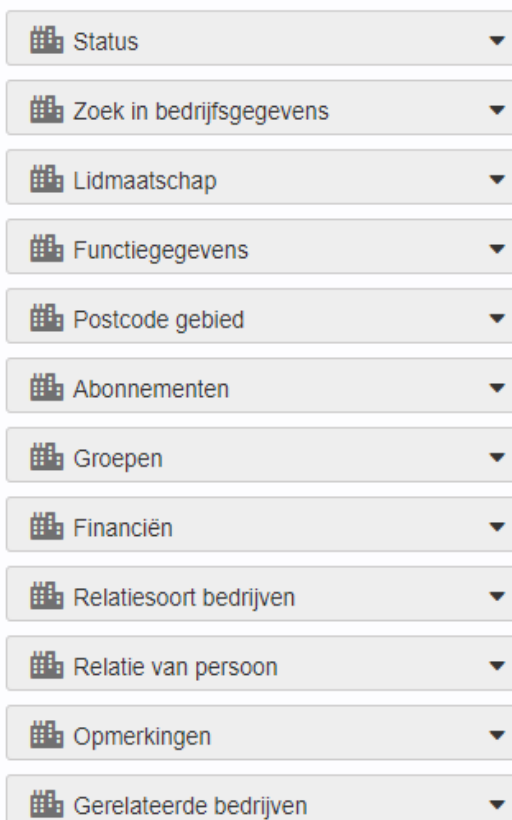 Status
Zoek in bedrijfsgegevens
Lidmaatschap
Functiegegevens
Postcode gebied
Abonnementen
Groepen
Financiën
Relatiesoort bedrijven
Relatie van persoon
Opmerkingen
Gerelateerde bedrijven